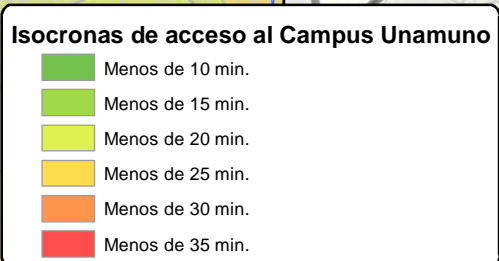 Isocronas de acceso al Campus Unamuno
Menos de 10 min.
Menos de 15 min.
Menos de 20 min.
Menos de 25 min.
Menos de 30 min.
Menos de 35 min.